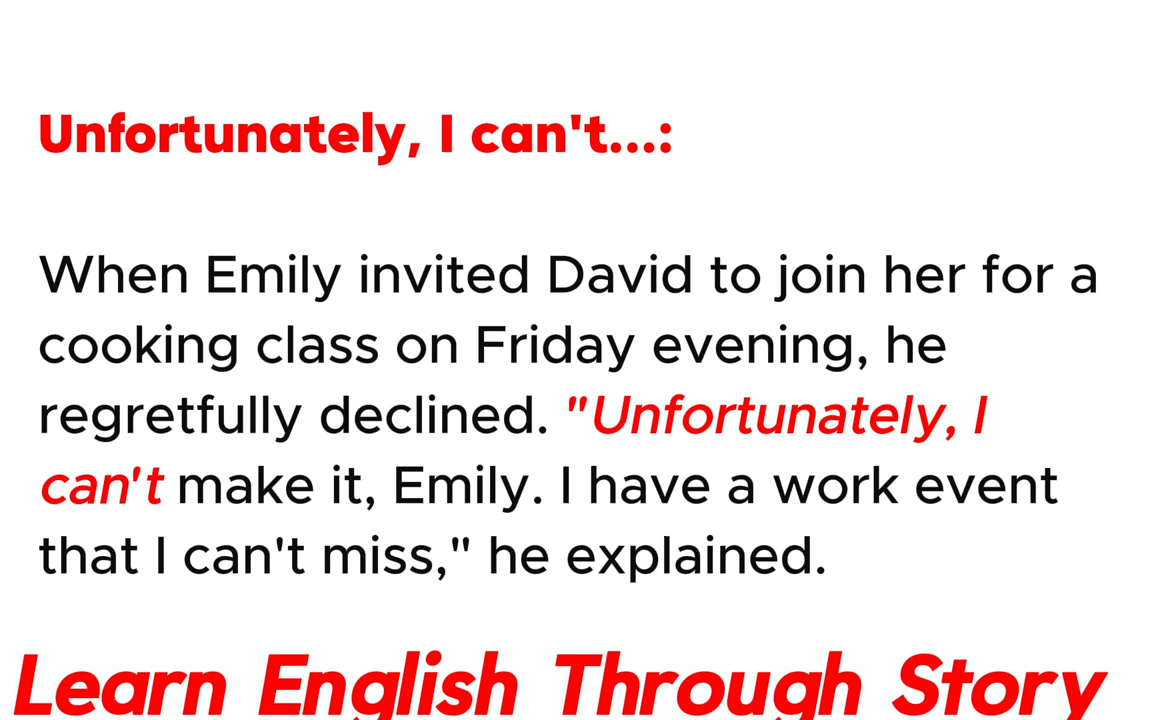 Unfortunately, I can't...:
When Emily invited David to join her for a
cooking class on Friday evening, he
regretfully declined. "Unfortunately, I
can't make it, Emily. I have a work event
that I can't miss," he explained.
Learn English Through Story